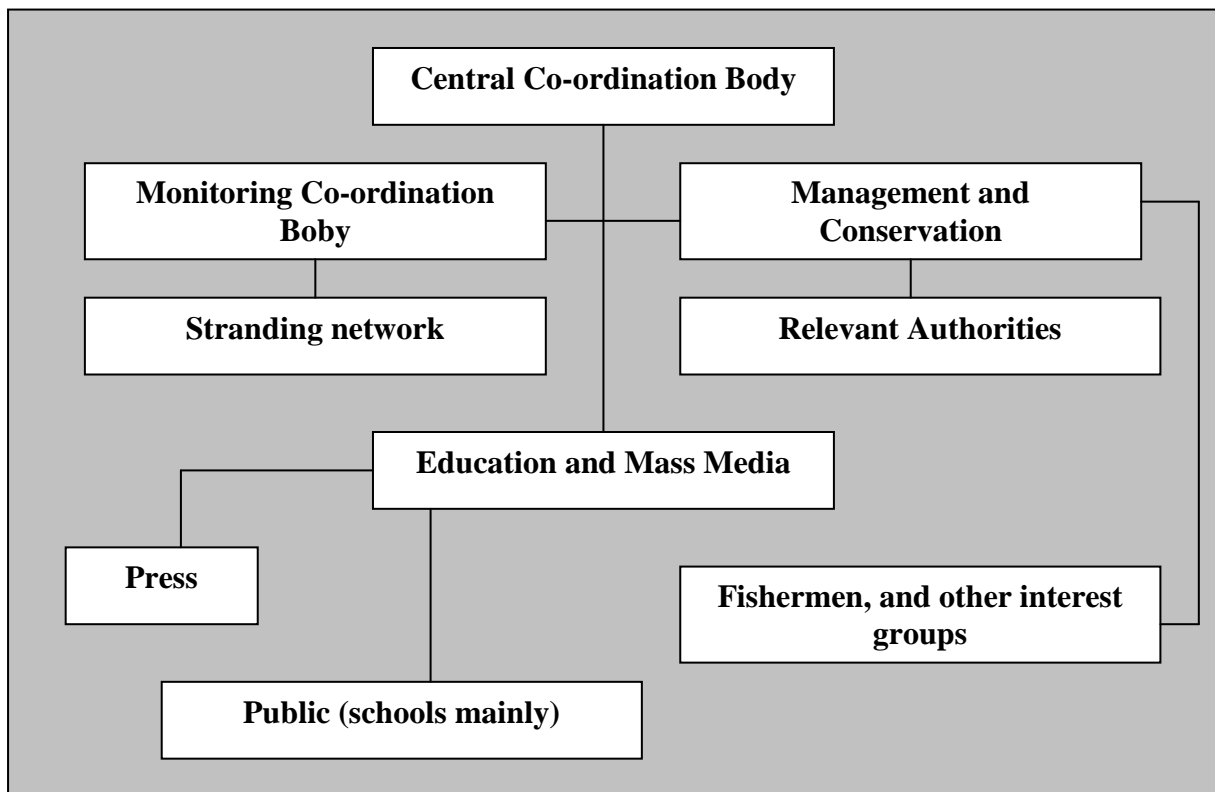 Central Co-ordination Body
Monitoring Co-ordination
Boby
Management and
Conservation
Stranding network
Relevant Authorities
Education and Mass Media
Press
Fishermen, and other interest
groups
Public (schools mainly)